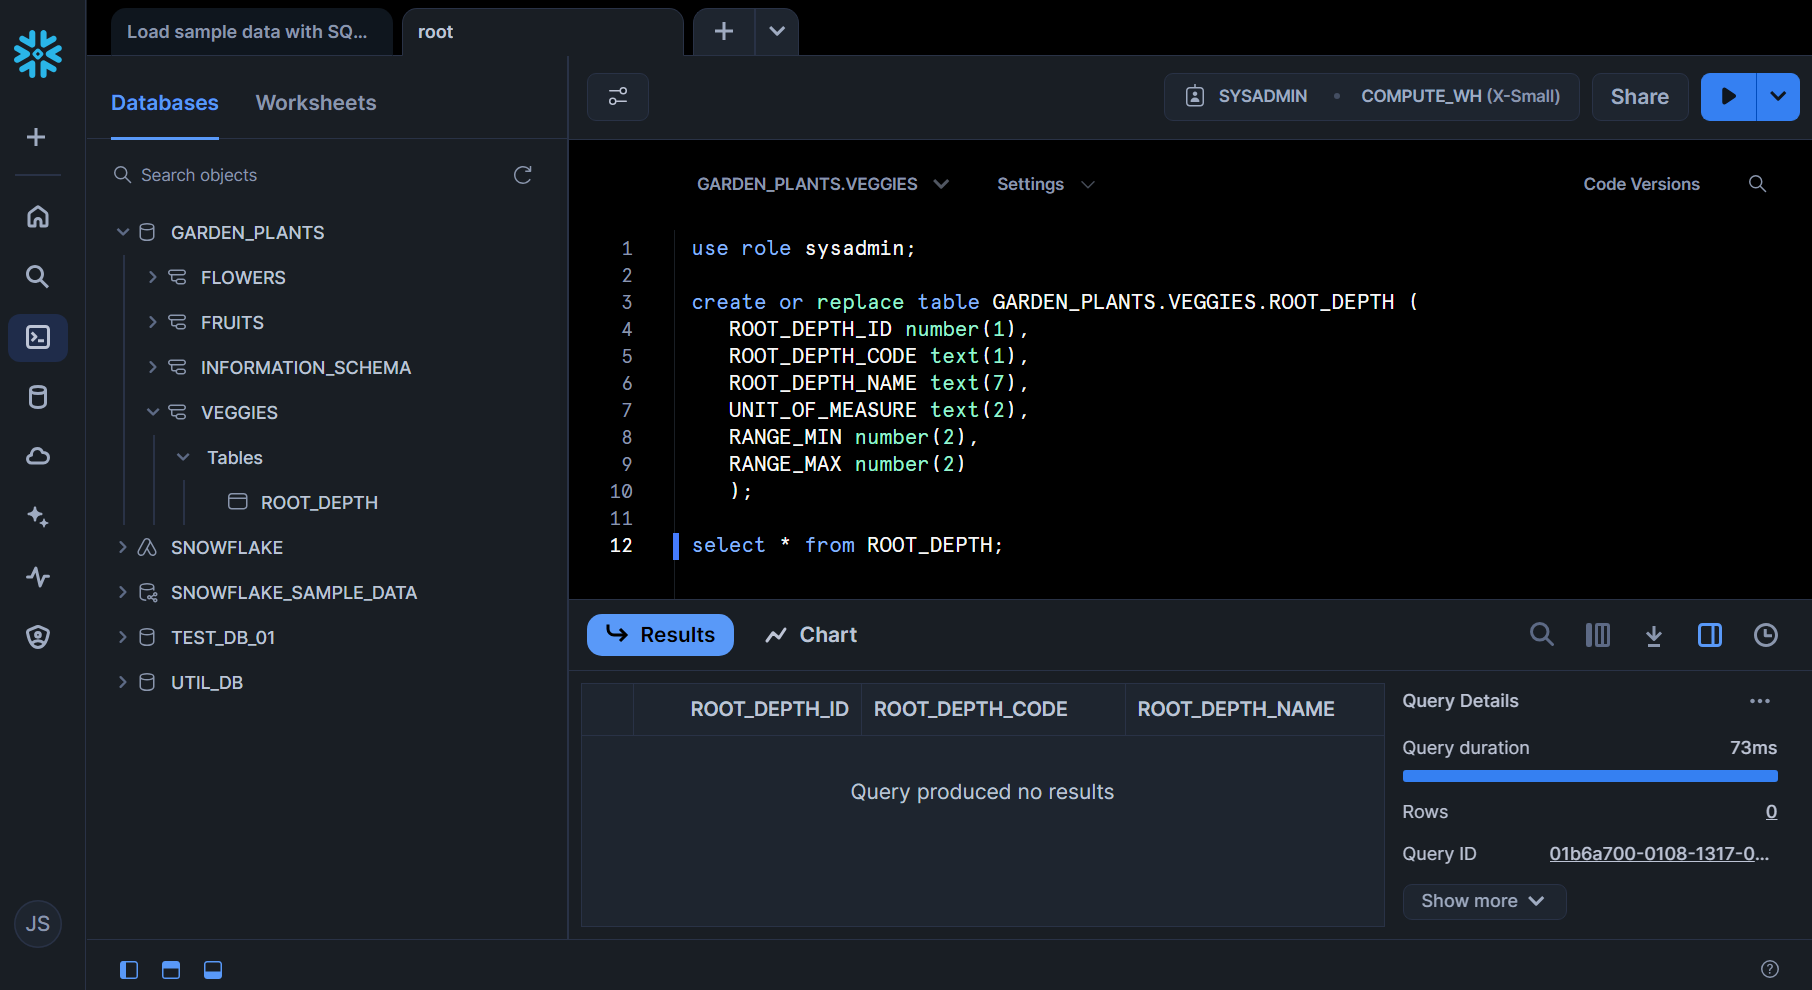 Load sample data with SQ...
root
Databases
Worksheets
Search objects
GARDEN_PLANTS
FLOWERS
FRUITS
INFORMATION_SCHEMA
VEGGIES
Tables
ROOT_DEPTH
SNOWFLAKE
SNOWFLAKE_SAMPLE_DATA
TEST_DB_01
UTIL_DB
JS
SYSADMIN • COMPUTE_WH (X-Small)
Share
GARDEN_PLANTS.VEGGIES
Settings
Code Versions
1 use role sysadmin;
2
3 create or replace table GARDEN_PLANTS.VEGGIES.ROOT_DEPTH (
4 ROOT_DEPTH_ID number(1),
5 ROOT_DEPTH_CODE text(1),
6 ROOT_DEPTH_NAME text(7),
7 UNIT_OF_MEASURE text(2),
8 RANGE_MIN number(2),
9 RANGE_MAX number(2)
10 );
11
12 select * from ROOT_DEPTH;
Results
Chart
ROOT_DEPTH_ID ROOT_DEPTH_CODE ROOT_DEPTH_NAME
Query produced no results
Query Details
Query duration 73ms
Rows 0
Query ID 01b6a700-0108-1317-0...
Show more